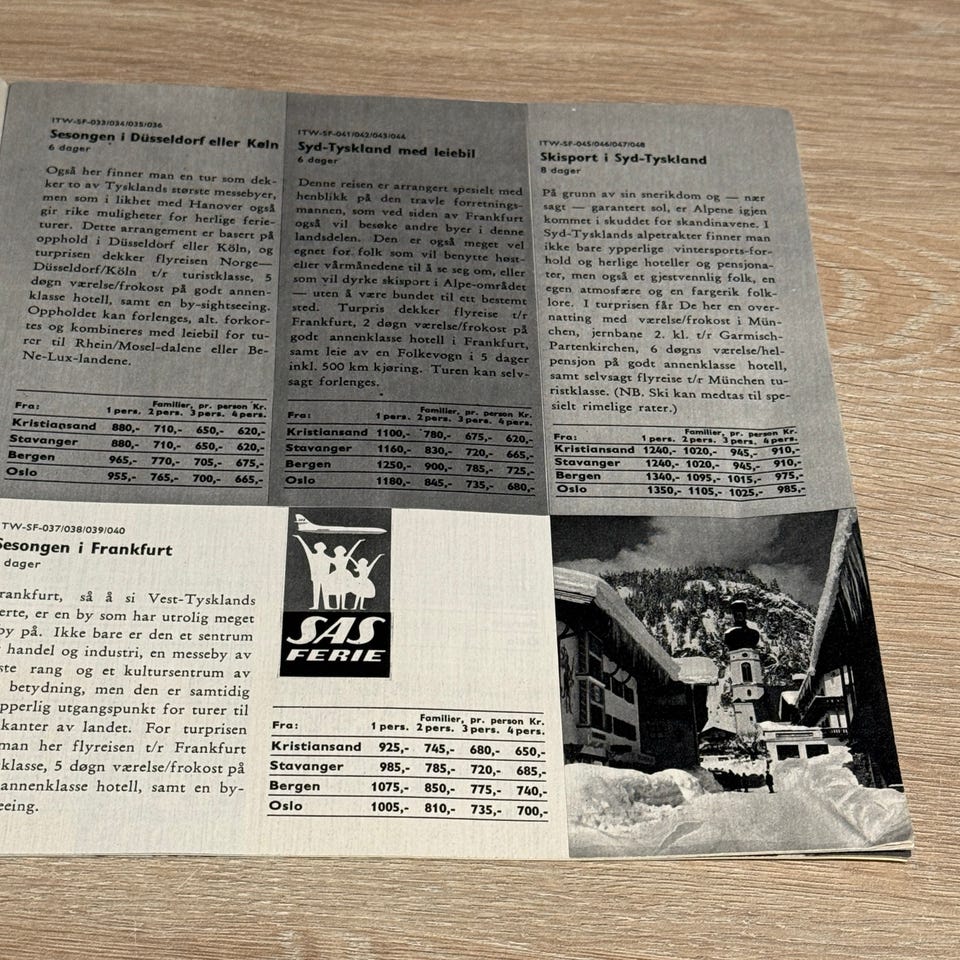 ITW-SF-033/034/035/036
Sesongen i Düsseldorf eller Køln
6 dager
Også her finner man en tur som dek-
ker to av Tysklands største messebyer,
men som i likhet med Hanover også
gir rike muligheter for herlige ferie-
turer. Dette arrangement er basert på
opphold i Düsseldorf eller Köln, og
turprisen dekker flyreisen Norge—
Düsseldorf/Köln t/r turistklasse, 5
døgn værelse/frokost på godt annen-
klasse hotell, samt en by-sightseeing.
Oppholdet kan forlenges, alt. forkor-
tes og kombineres med leiebil for tu-
rer til Rhein/Mosel-dalene eller Be-
Ne-Lux-landene.
Familier, pr. person Kr.
Fra: 1 pers. 2 pers. 3 pers. 4 pers.
Kristiansand 880,- 710,- 650,- 620,-
Stavanger 880,- 710,- 650,- 620,-
Bergen 965,- 770,- 705,- 675,-
Oslo 955,- 765,- 700,- 665,-
ITW-SF-041/042/043/044
Syd-Tyskland med leiebil
6 dager
Denne reisen er arrangert spesielt med
henblikk på den travle forretnings-
mannen, som ved siden av Frankfurt
også vil besøke andre byer i denne
landsdelen. Den er også meget vel
egnet for folk som vil benytte høst-
eller vårmånedene til å se seg om, eller
som vil dyrke skisport i Alpe-området
— uten å være bundet til ett bestemt
sted. Turpris dekker flyreise t/r
Frankfurt, 2 døgn værelse/frokost på
godt annenklasse hotell i Frankfurt,
samt leie av en Folkevogn i 5 dager
inkl. 500 km kjøring. Turen kan selv-
sagt forlenges.
Familier, pr. person Kr.
Fra: 1 pers. 2 pers. 3 pers. 4 pers.
Kristiansand 1100,- 780,- 675,- 620,-
Stavanger 1160,- 830,- 720,- 665,-
Bergen 1250,- 900,- 785,- 725,-
Oslo 1180,- 845,- 735,- 680,-
ITW-SF-045/046/047/048
Skisport i Syd-Tyskland
8 dager
På grunn av sin snerikdom og — nær
sagt — garantert sol, er Alpene igjen
kommet i skuddet for skandinavene. I
Syd-Tysklands alpetrakter finner man
ikke bare ypperlige vintersports-for-
hold og herlige hoteller og pensjona-
ter, men også et gjestvennlig folk, en
egen atmosfære og en fargerik folk-
lore. I turprisen får De her en over-
natting med værelse/frokost i Mün-
chen, jernbane 2. kl. t/r Garmisch-
Partenkirchen, 6 døgns værelse/hel-
pensjon på godt annenklasse hotell,
samt selvsagt flyreise t/r München tu-
ristklasse. (NB. Ski kan medtas til spe-
sielt rimelige rater.)
Familier, pr. person Kr.
Fra: 1 pers. 2 pers. 3 pers. 4 pers.
Kristiansand 1240,- 1020,- 945,- 910,-
Stavanger 1240,- 1020,- 945,- 910,-
Bergen 1340,- 1095,- 1015,- 975,-
Oslo 1350,- 1105,- 1025,- 985,-
TW-SF-037/038/039/040
Sesongen i Frankfurt
dager
rankfurt, så å si Vest-Tysklands
erte, er en by som har utrolig meget
by på. Ikke bare er den et sentrum
handel og industri, en messeby av
ste rang og et kultursentrum av
betydning, men den er samtidig
pperlig utgangspunkt for turer til
kanter av landet. For turprisen
man her flyreisen t/r Frankfurt
klasse, 5 døgn værelse/frokost på
annenklasse hotell, samt en by-
eeing.
SAS
FERIE
Familier, pr. person Kr.
Fra: 1 pers. 2 pers. 3 pers. 4 pers.
Kristiansand 925,- 745,- 680,- 650,-
Stavanger 985,- 785,- 720,- 685,-
Bergen 1075,- 850,- 775,- 740,-
Oslo 1005,- 810,- 735,- 700,-